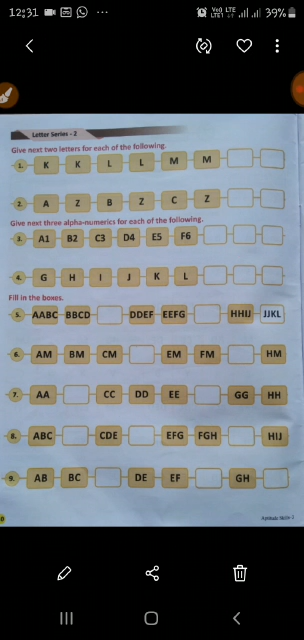 12:31 ... LTE 39%
Letter Series - 2
Give next two letters for each of the following.
1. K K L L M M
2. A Z B Z C Z
Give next three alpha-numerics for each of the following.
3. A1 B2 C3 D4 E5 F6
4. G H I J K L
Fill in the boxes.
5. AABC BBCD DDEF EEFG HHIJ JJKL
6. AM BM CM EM FM HM
7. AA CC DD EE GG HH
8. ABC CDE EFG FGH HIJ
9. AB BC DE EF GH